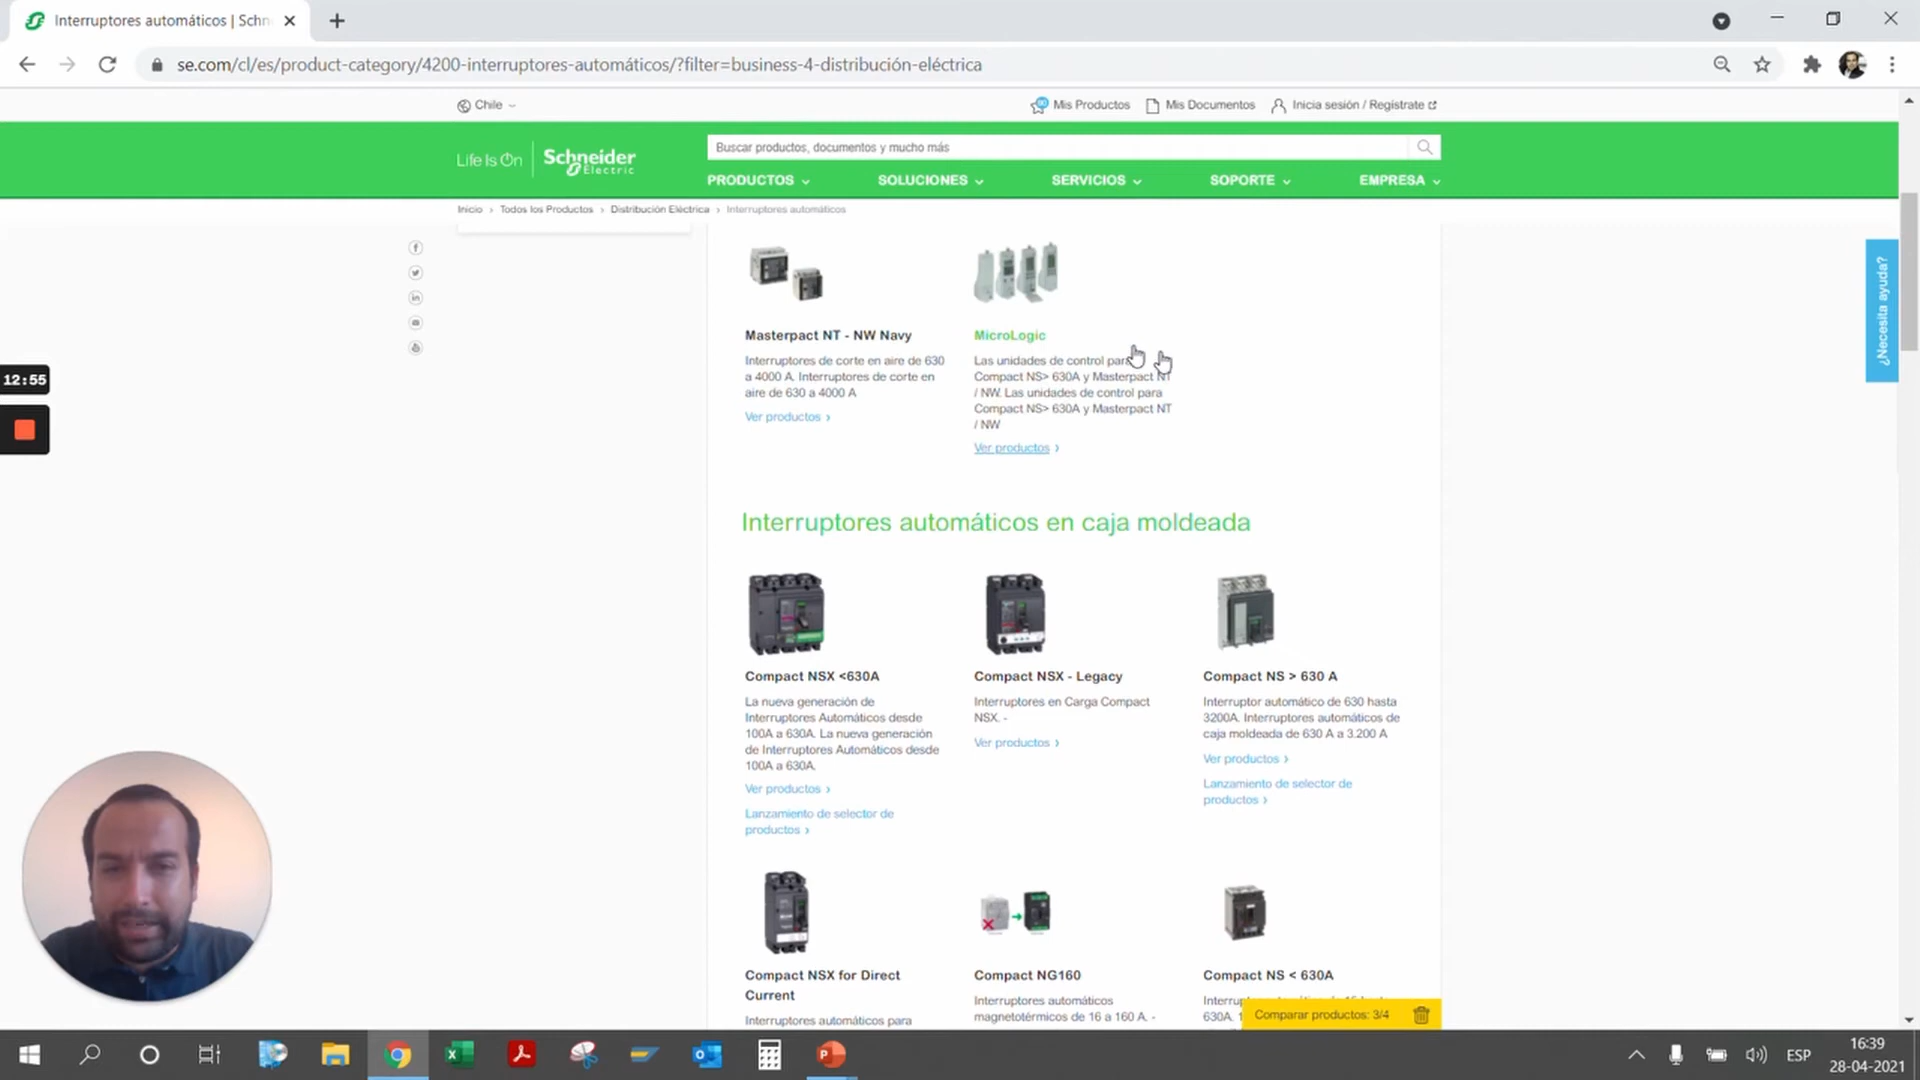 Interruptores automáticos | Schn
se.com/cl/es/product-category/4200-interruptores-automáticos/?filter=business-4-distribución-eléctrica
Chile
Mis Productos
Mis Documentos
Inicia sesión / Regístrate
Life Is On
Schneider
Electric
Buscar productos, documentos y mucho más
PRODUCTOS
SOLUCIONES
SERVICIOS
SOPORTE
EMPRESA
Inicio › Todos los Productos › Distribución Eléctrica › Interruptores automáticos
¿Necesita ayuda?
12:55
Masterpact NT - NW Navy
Interruptores de corte en aire de 630
a 4000 A. Interruptores de corte en
aire de 630 a 4000 A
Ver productos ›
MicroLogic
Las unidades de control para
Compact NS> 630A y Masterpact NT
/ NW. Las unidades de control para
Compact NS> 630A y Masterpact NT
/ NW
Ver productos ›
Interruptores automáticos en caja moldeada
Compact NSX <630A
La nueva generación de
Interruptores Automáticos desde
100A a 630A. La nueva generación
de Interruptores Automáticos desde
100A a 630A.
Ver productos ›
Lanzamiento de selector de
productos ›
Compact NSX - Legacy
Interruptores en Carga Compact
NSX. -
Ver productos ›
Compact NS > 630 A
Interruptor automático de 630 hasta
3200A. Interruptores automáticos de
caja moldeada de 630 A a 3.200 A
Ver productos ›
Lanzamiento de selector de
productos ›
Compact NSX for Direct
Current
Interruptores automáticos para
Compact NG160
Interruptores automáticos
magnetotérmicos de 16 a 160 A. -
Compact NS < 630A
630A. 1
Comparar productos: 3/4
ESP
16:39
28-04-2021